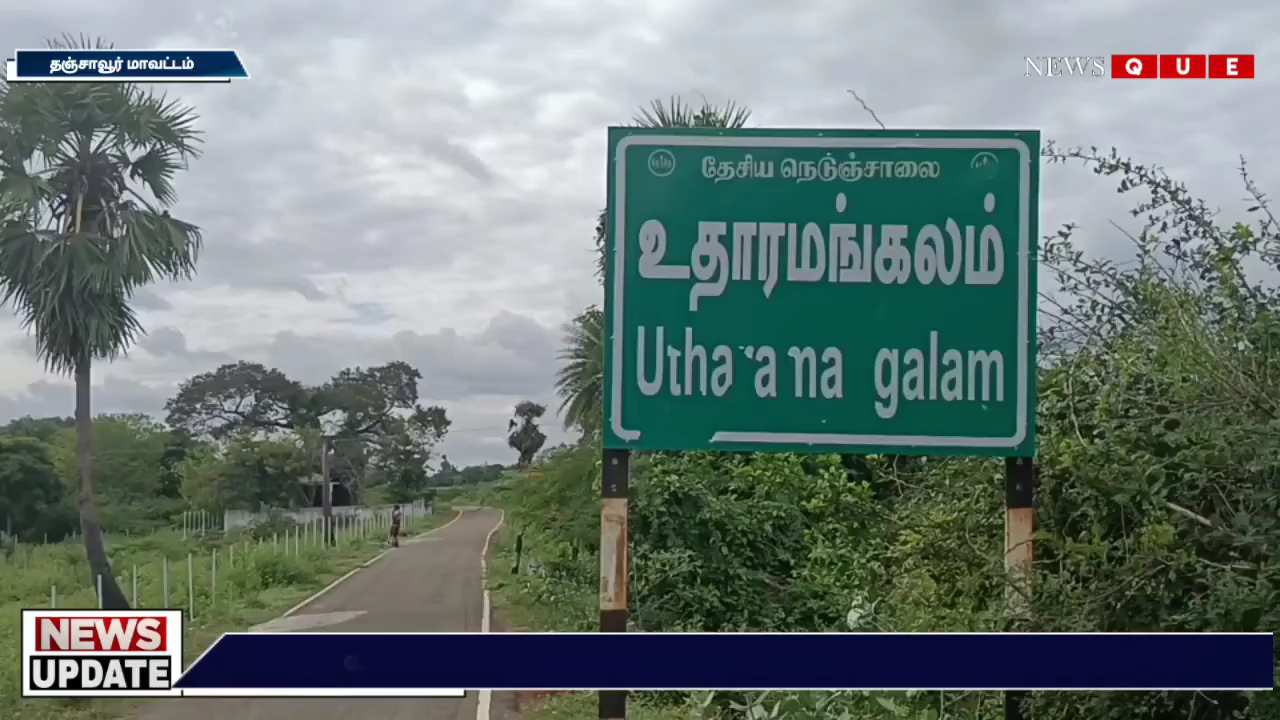 தஞ்சாவூர் மாவட்டம்
NEWS QUE
தேசிய நெடுஞ்சாலை
உதாரமங்கலம்
Utha a na galam
NEWS
UPDATE